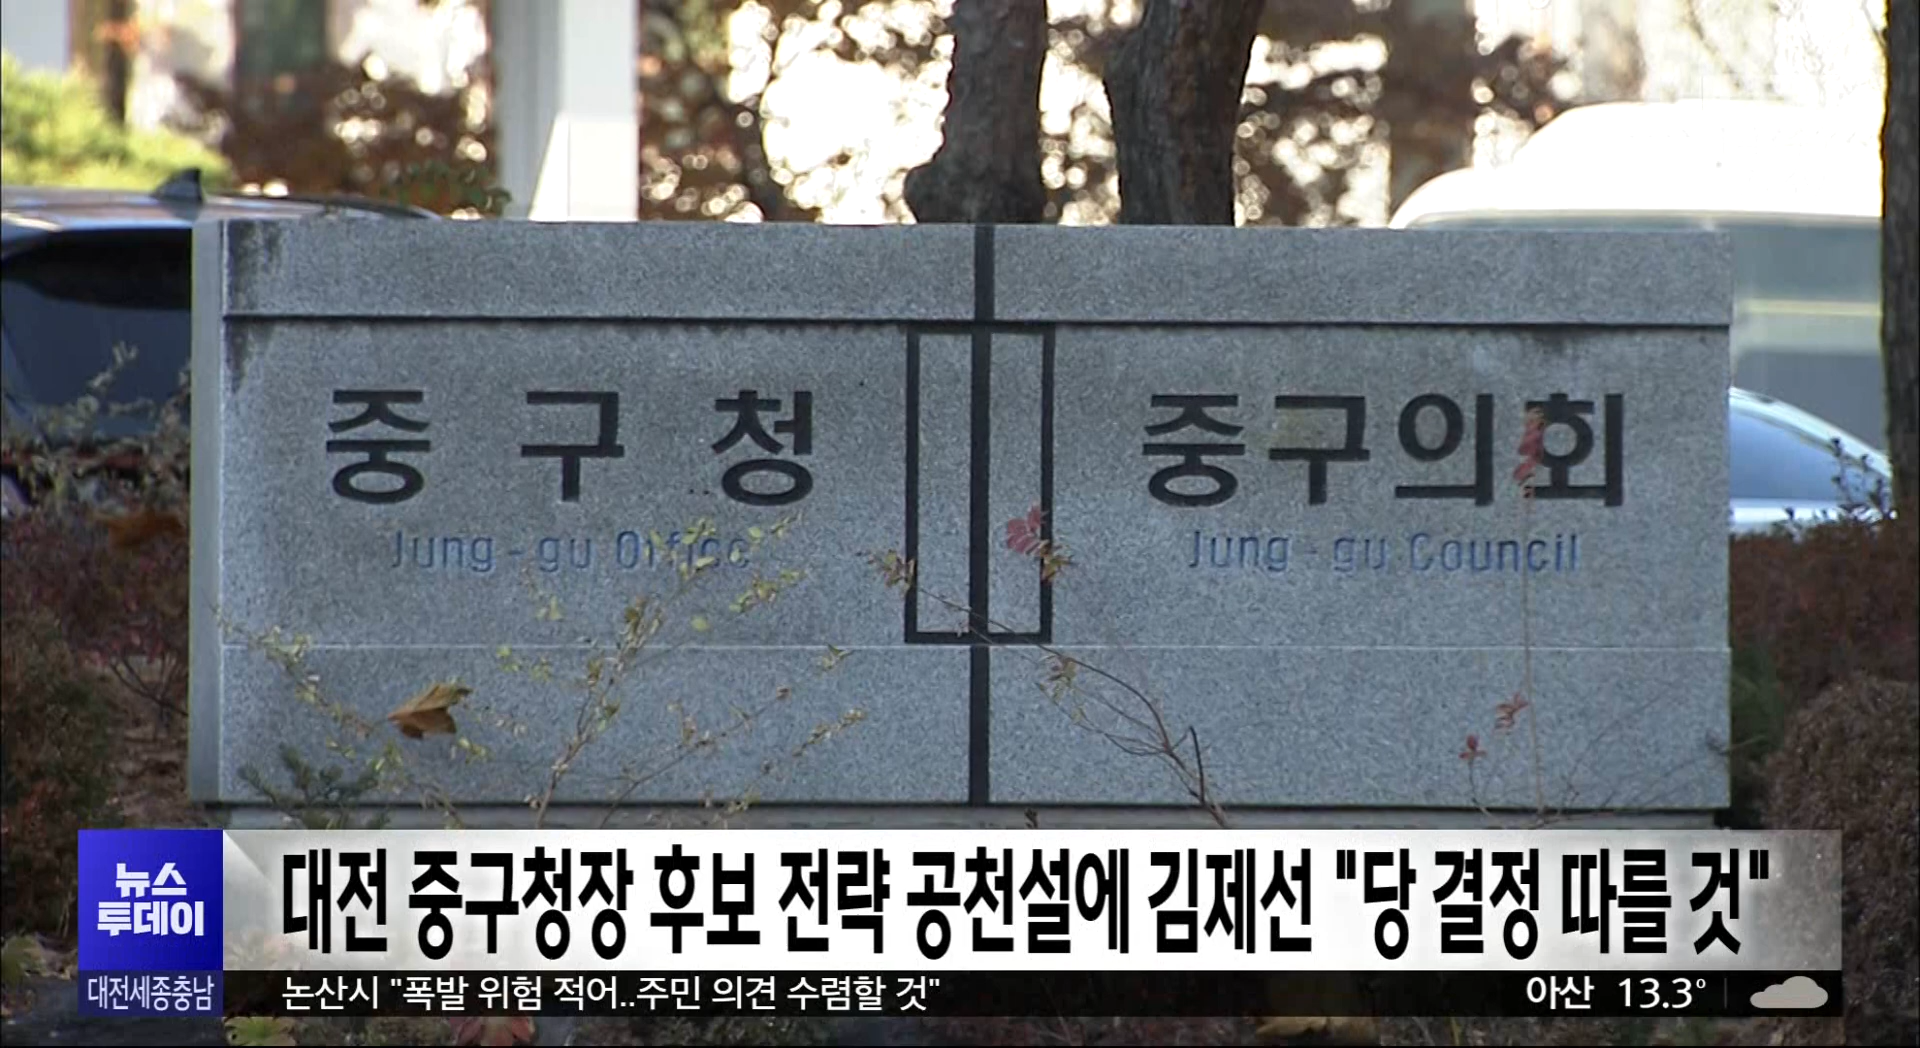 중구청
중구의회
Jung-gu Office
Jung-gu Council
뉴스
투데이
대전 중구청장 후보 전략 공천설에 김제선 "당 결정 따를 것"
대전세종충남
논산시 "폭발 위험 적어..주민 의견 수렴할 것"
아산 13.3°